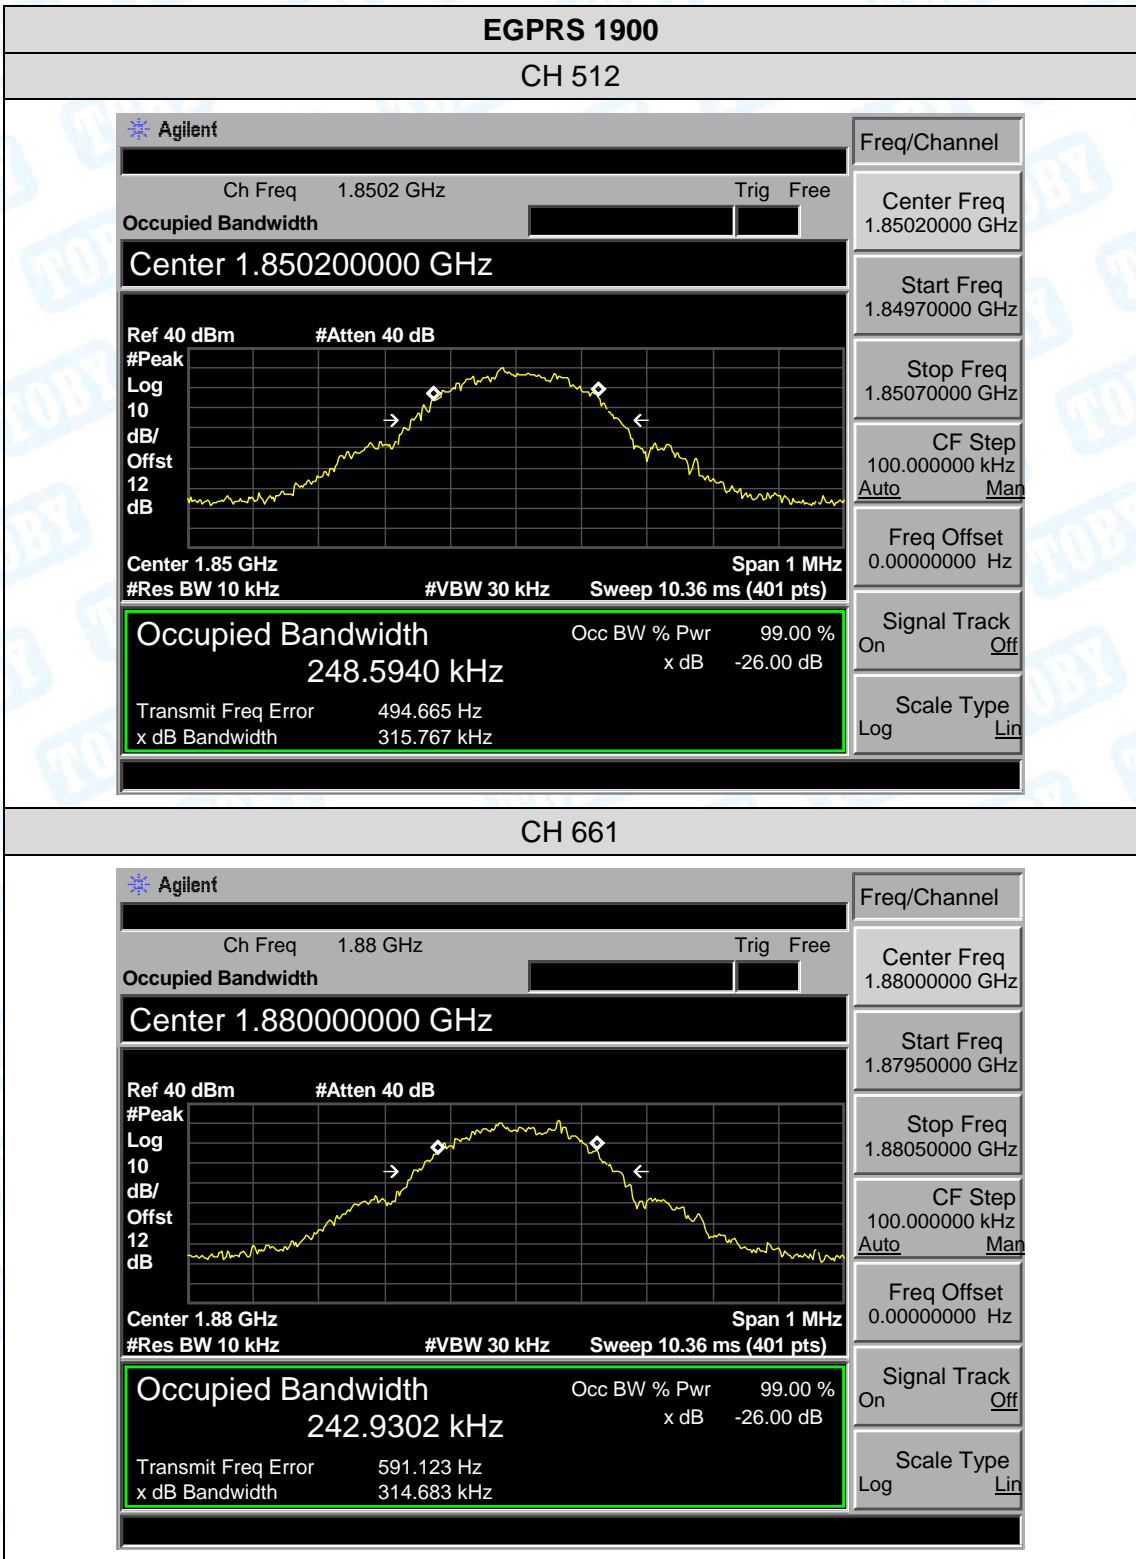 EGPRS 1900
CH 512
Agilent
Freq/Channel
Ch Freq 1.8502 GHz Trig Free
Occupied Bandwidth
Center 1.850200000 GHz
Center Freq
1.85020000 GHz
Start Freq
1.84970000 GHz
Stop Freq
1.85070000 GHz
CF Step
100.000000 kHz
Auto Man
Freq Offset
0.00000000 Hz
Signal Track
On Off
Scale Type
Log Lin
Ref 40 dBm #Atten 40 dB
#Peak
Log
10
dB/
Offst
12
dB
Center 1.85 GHz Span 1 MHz
#Res BW 10 kHz #VBW 30 kHz Sweep 10.36 ms (401 pts)
Occupied Bandwidth Occ BW % Pwr 99.00 %
248.5940 kHz x dB -26.00 dB
Transmit Freq Error 494.665 Hz
x dB Bandwidth 315.767 kHz
CH 661
Agilent
Freq/Channel
Ch Freq 1.88 GHz Trig Free
Occupied Bandwidth
Center 1.880000000 GHz
Center Freq
1.88000000 GHz
Start Freq
1.87950000 GHz
Stop Freq
1.88050000 GHz
CF Step
100.000000 kHz
Auto Man
Freq Offset
0.00000000 Hz
Signal Track
On Off
Scale Type
Log Lin
Ref 40 dBm #Atten 40 dB
#Peak
Log
10
dB/
Offst
12
dB
Center 1.88 GHz Span 1 MHz
#Res BW 10 kHz #VBW 30 kHz Sweep 10.36 ms (401 pts)
Occupied Bandwidth Occ BW % Pwr 99.00 %
242.9302 kHz x dB -26.00 dB
Transmit Freq Error 591.123 Hz
x dB Bandwidth 314.683 kHz
TOBY